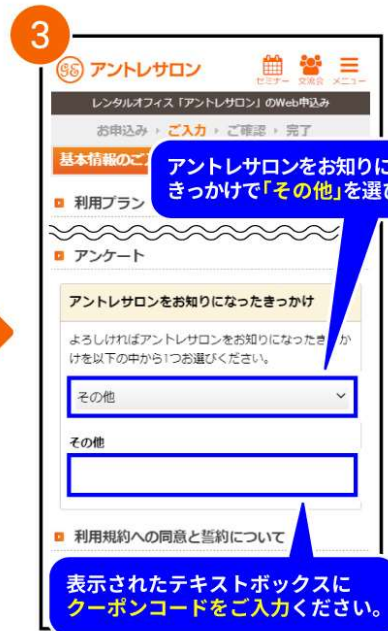 3
アントレサロン
セミナー 交流会 メニュー
レンタルオフィス「アントレサロン」のWeb申込み
お申込み › ご入力 › ご確認 › 完了
基本情報のご
アントレサロンをお知りに
きっかけで「その他」を選
利用プラン
アンケート
アントレサロンをお知りになったきっかけ
よろしければアントレサロンをお知りになったき か
けを以下の中から1つお選びください。
その他
その他
利用規約への同意と誓約について
表示されたテキストボックスに
クーポンコードをご入力ください。